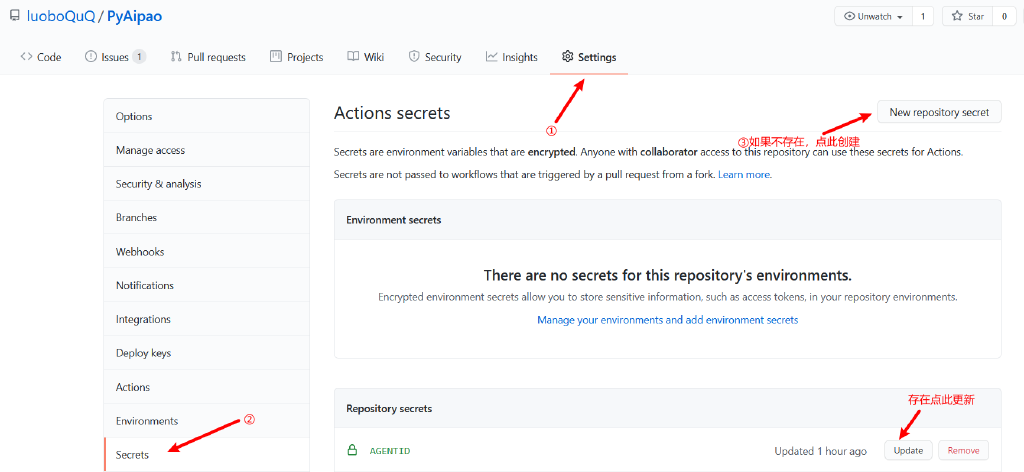 luoboQuQ / PyAipao
Unwatch 1 Star 0
Code Issues 1 Pull requests Projects Wiki Security Insights Settings
①
Options
Manage access
Security & analysis
Branches
Webhooks
Notifications
Integrations
Deploy keys
Actions
Environments
②
Secrets
Actions secrets
New repository secret
③如果不存在，点此创建
Secrets are environment variables that are encrypted. Anyone with collaborator access to this repository can use these secrets for Actions.
Secrets are not passed to workflows that are triggered by a pull request from a fork. Learn more.
Environment secrets
There are no secrets for this repository's environments.
Encrypted environment secrets allow you to store sensitive information, such as access tokens, in your repository environments.
Manage your environments and add environment secrets
Repository secrets
存在点此更新
AGENTID Updated 1 hour ago Update Remove